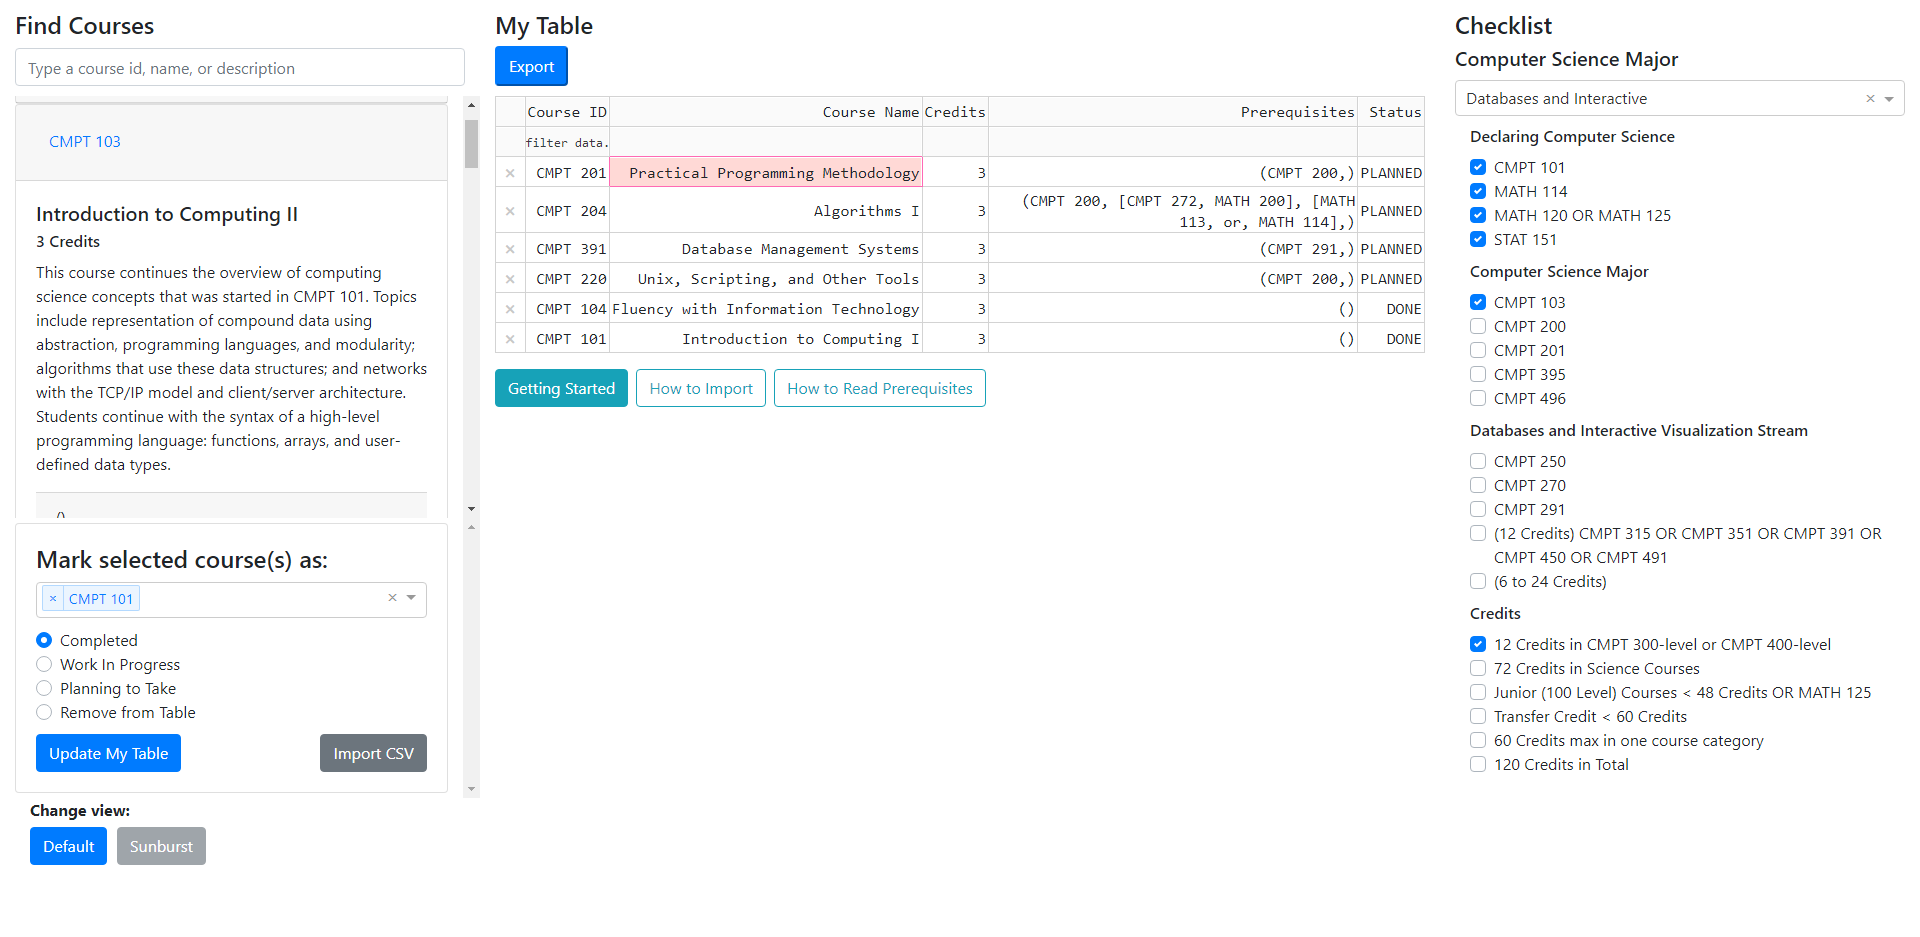 Find Courses
Type a course id, name, or description
CMPT 103
Introduction to Computing II
3 Credits
This course continues the overview of computing
science concepts that was started in CMPT 101. Topics
include representation of compound data using
abstraction, programming languages, and modularity;
algorithms that use these data structures; and networks
with the TCP/IP model and client/server architecture.
Students continue with the syntax of a high-level
programming language: functions, arrays, and user-
defined data types.
()
Mark selected course(s) as:
× CMPT 101 ×
Completed
Work In Progress
Planning to Take
Remove from Table
Update My Table Import CSV
Change view:
Default Sunburst
My Table
Export
Course ID Course Name Credits Prerequisites Status
filter data.
× CMPT 201 Practical Programming Methodology 3 (CMPT 200,) PLANNED
× CMPT 204 Algorithms I 3 (CMPT 200, [CMPT 272, MATH 200], [MATH
113, or, MATH 114],) PLANNED
× CMPT 391 Database Management Systems 3 (CMPT 291,) PLANNED
× CMPT 220 Unix, Scripting, and Other Tools 3 (CMPT 200,) PLANNED
× CMPT 104 Fluency with Information Technology 3 () DONE
× CMPT 101 Introduction to Computing I 3 () DONE
Getting Started How to Import How to Read Prerequisites
Checklist
Computer Science Major
Databases and Interactive ×
Declaring Computer Science
CMPT 101
MATH 114
MATH 120 OR MATH 125
STAT 151
Computer Science Major
CMPT 103
CMPT 200
CMPT 201
CMPT 395
CMPT 496
Databases and Interactive Visualization Stream
CMPT 250
CMPT 270
CMPT 291
(12 Credits) CMPT 315 OR CMPT 351 OR CMPT 391 OR
CMPT 450 OR CMPT 491
(6 to 24 Credits)
Credits
12 Credits in CMPT 300-level or CMPT 400-level
72 Credits in Science Courses
Junior (100 Level) Courses < 48 Credits OR MATH 125
Transfer Credit < 60 Credits
60 Credits max in one course category
120 Credits in Total